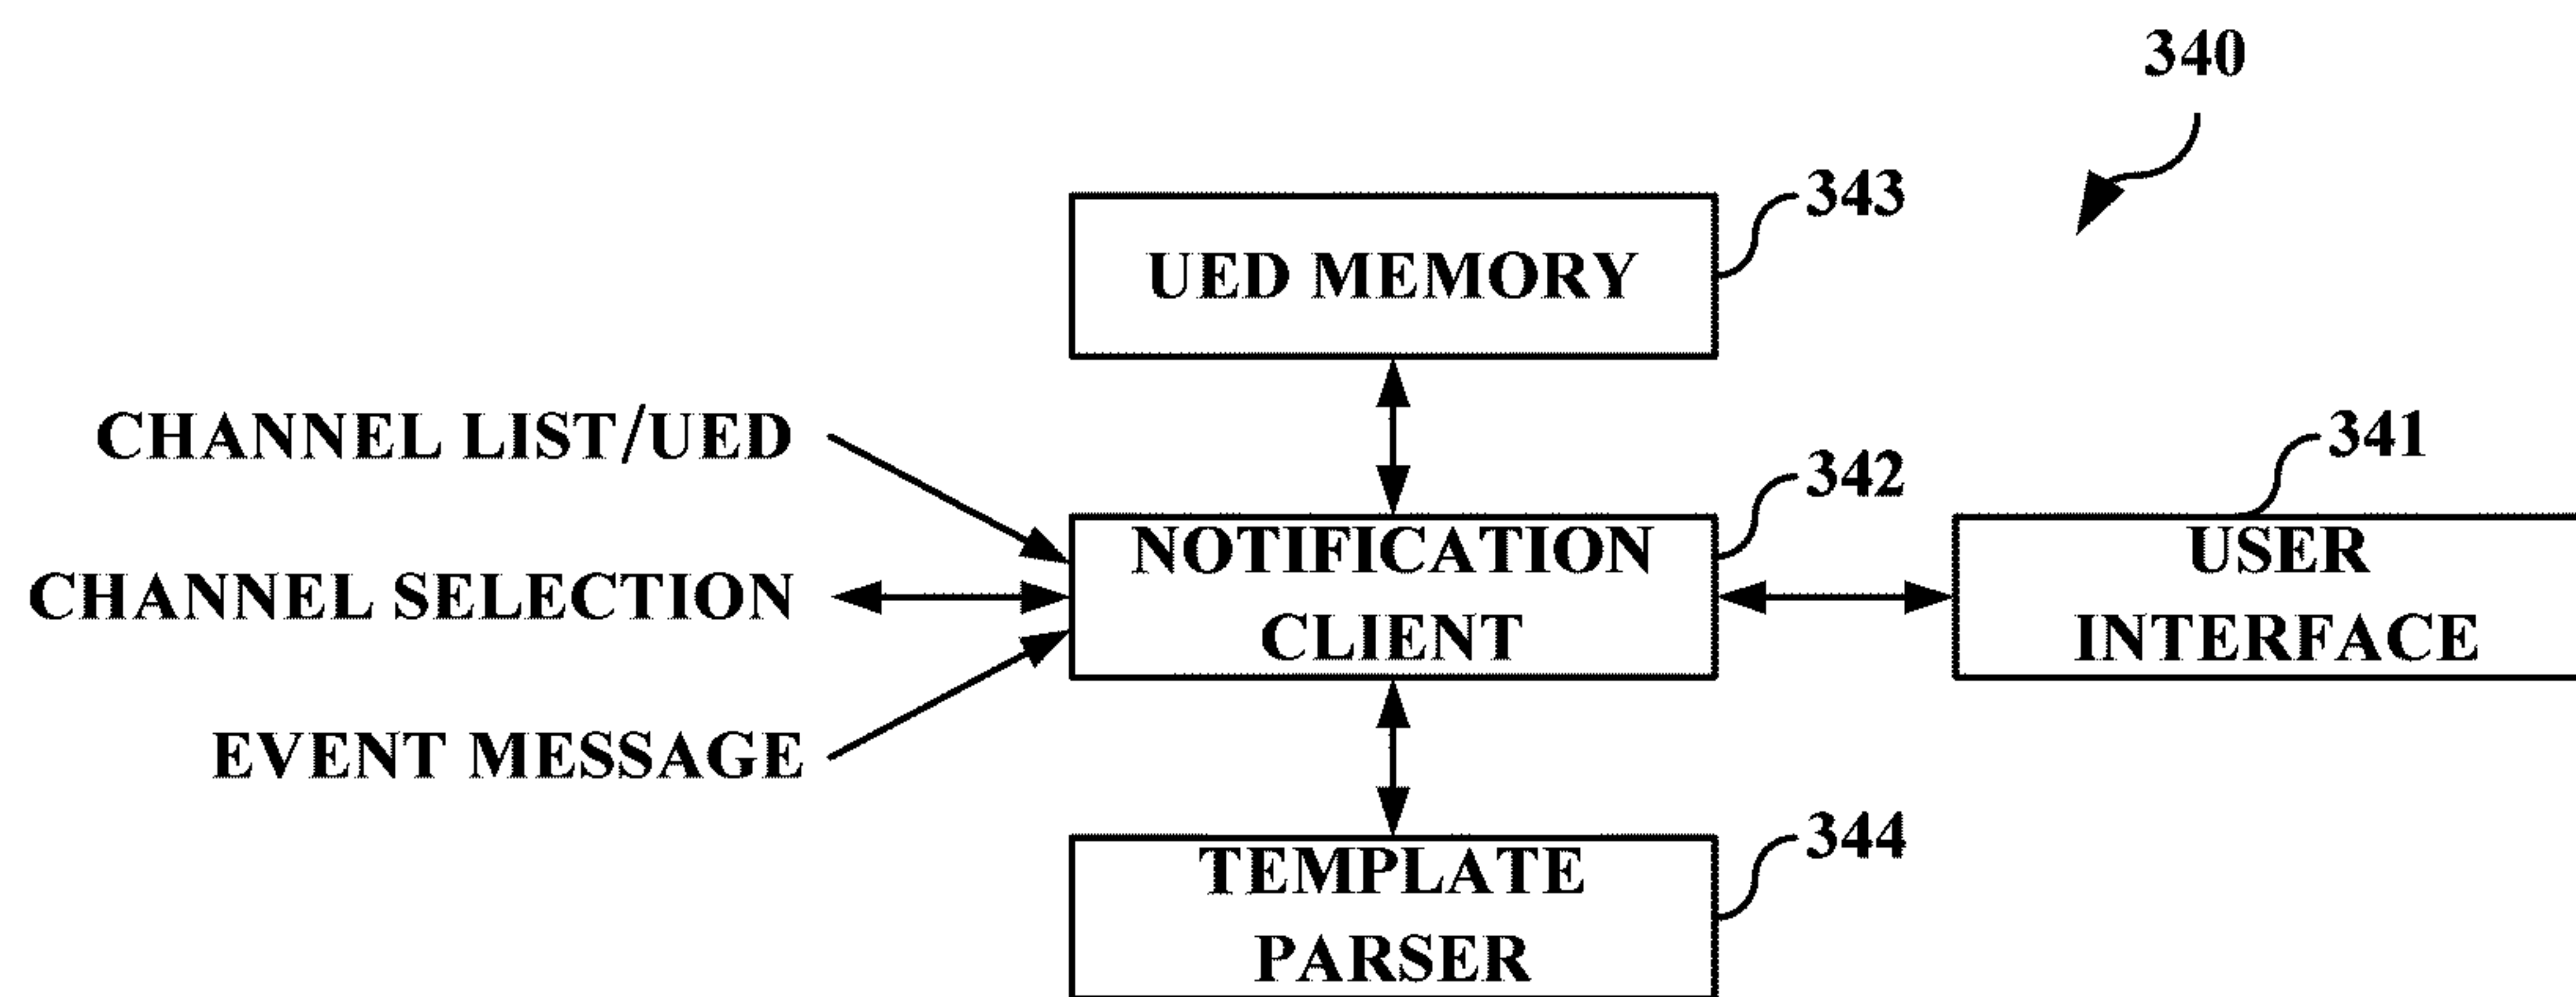 340
343
UED MEMORY
CHANNEL LIST/UED
341
342
NOTIFICATION
CLIENT
USER
INTERFACE
CHANNEL SELECTION
EVENT MESSAGE
344
TEMPLATE
PARSER